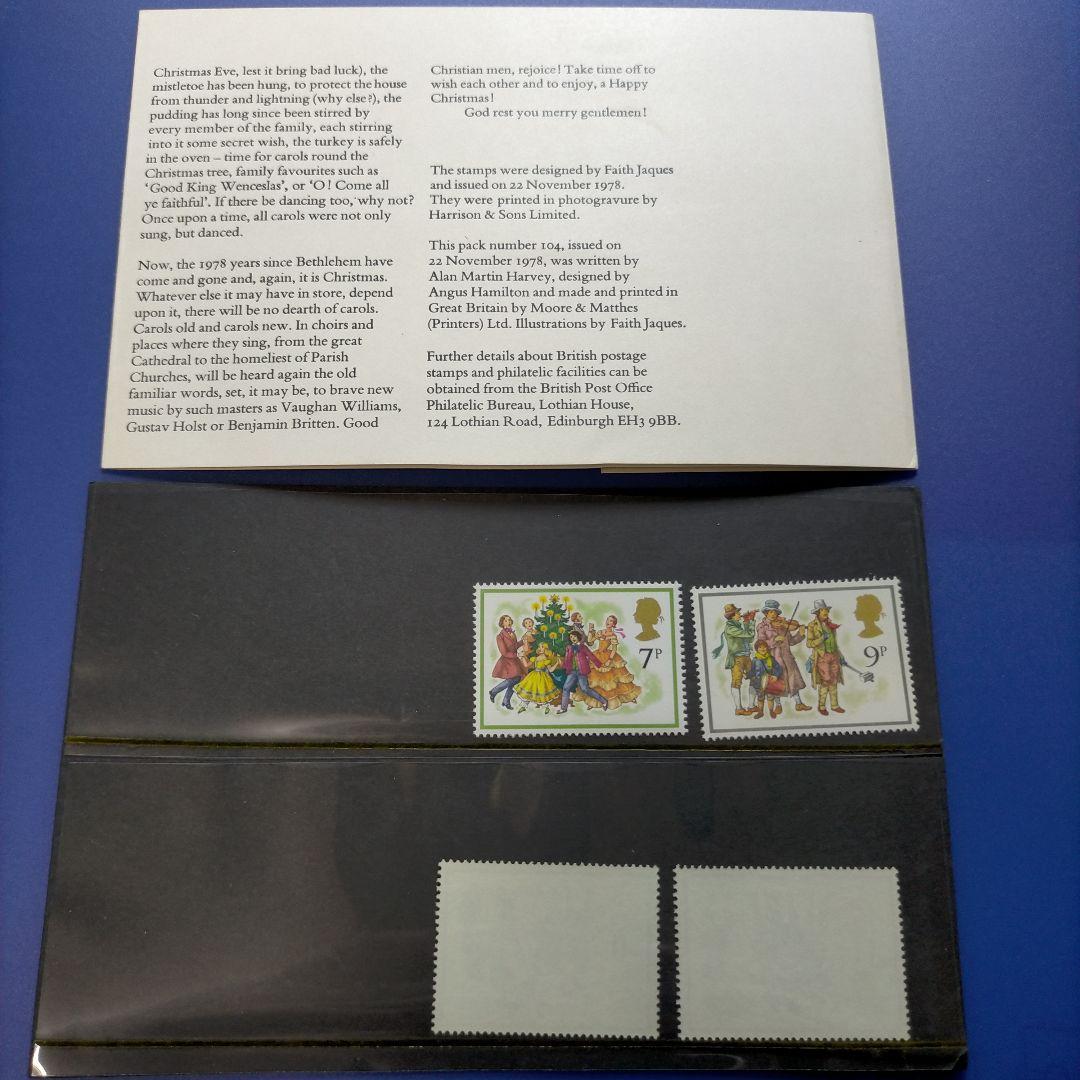 Christmas Eve, lest it bring bad luck), the
mistletoe has been hung, to protect the house
from thunder and lightning (why else?), the
pudding has long since been stirred by
every member of the family, each stirring
into it some secret wish, the turkey is safely
in the oven – time for carols round the
Christmas tree, family favourites such as
‘Good King Wenceslas’, or ‘O! Come all
ye faithful’. If there be dancing too, why not?
Once upon a time, all carols were not only
sung, but danced.
Now, the 1978 years since Bethlehem have
come and gone and, again, it is Christmas.
Whatever else it may have in store, depend
upon it, there will be no dearth of carols.
Carols old and carols new. In choirs and
places where they sing, from the great
Cathedral to the homeliest of Parish
Churches, will be heard again the old
familiar words, set, it may be, to brave new
music by such masters as Vaughan Williams,
Gustav Holst or Benjamin Britten. Good
Christian men, rejoice! Take time off to
wish each other and to enjoy, a Happy
Christmas!
God rest you merry gentlemen!
The stamps were designed by Faith Jaques
and issued on 22 November 1978.
They were printed in photogravure by
Harrison & Sons Limited.
This pack number 104, issued on
22 November 1978, was written by
Alan Martin Harvey, designed by
Angus Hamilton and made and printed in
Great Britain by Moore & Matthes
(Printers) Ltd. Illustrations by Faith Jaques.
Further details about British postage
stamps and philatelic facilities can be
obtained from the British Post Office
Philatelic Bureau, Lothian House,
124 Lothian Road, Edinburgh EH3 9BB.
7P
9P